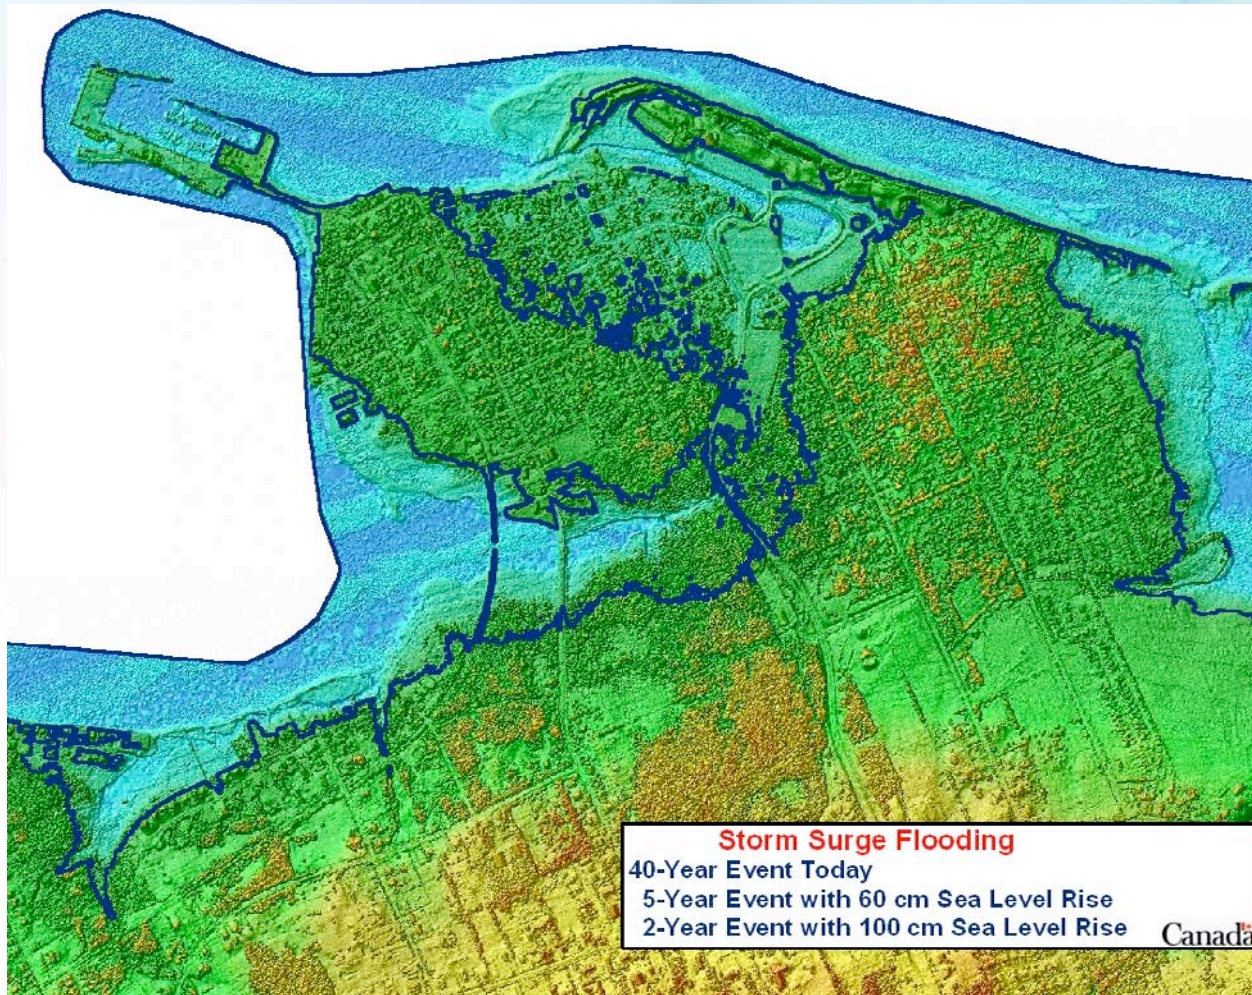 Storm Surge Flooding
40-Year Event Today
5-Year Event with 60 cm Sea Level Rise
2-Year Event with 100 cm Sea Level Rise
Canada